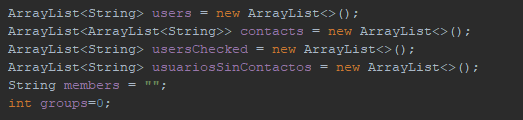 ArrayList<String> users = new ArrayList<>();
ArrayList<ArrayList<String>> contacts = new ArrayList<>();
ArrayList<String> usersChecked = new ArrayList<>();
ArrayList<String> usuariosSinContactos = new ArrayList<>();
String members = "";
int groups=0;